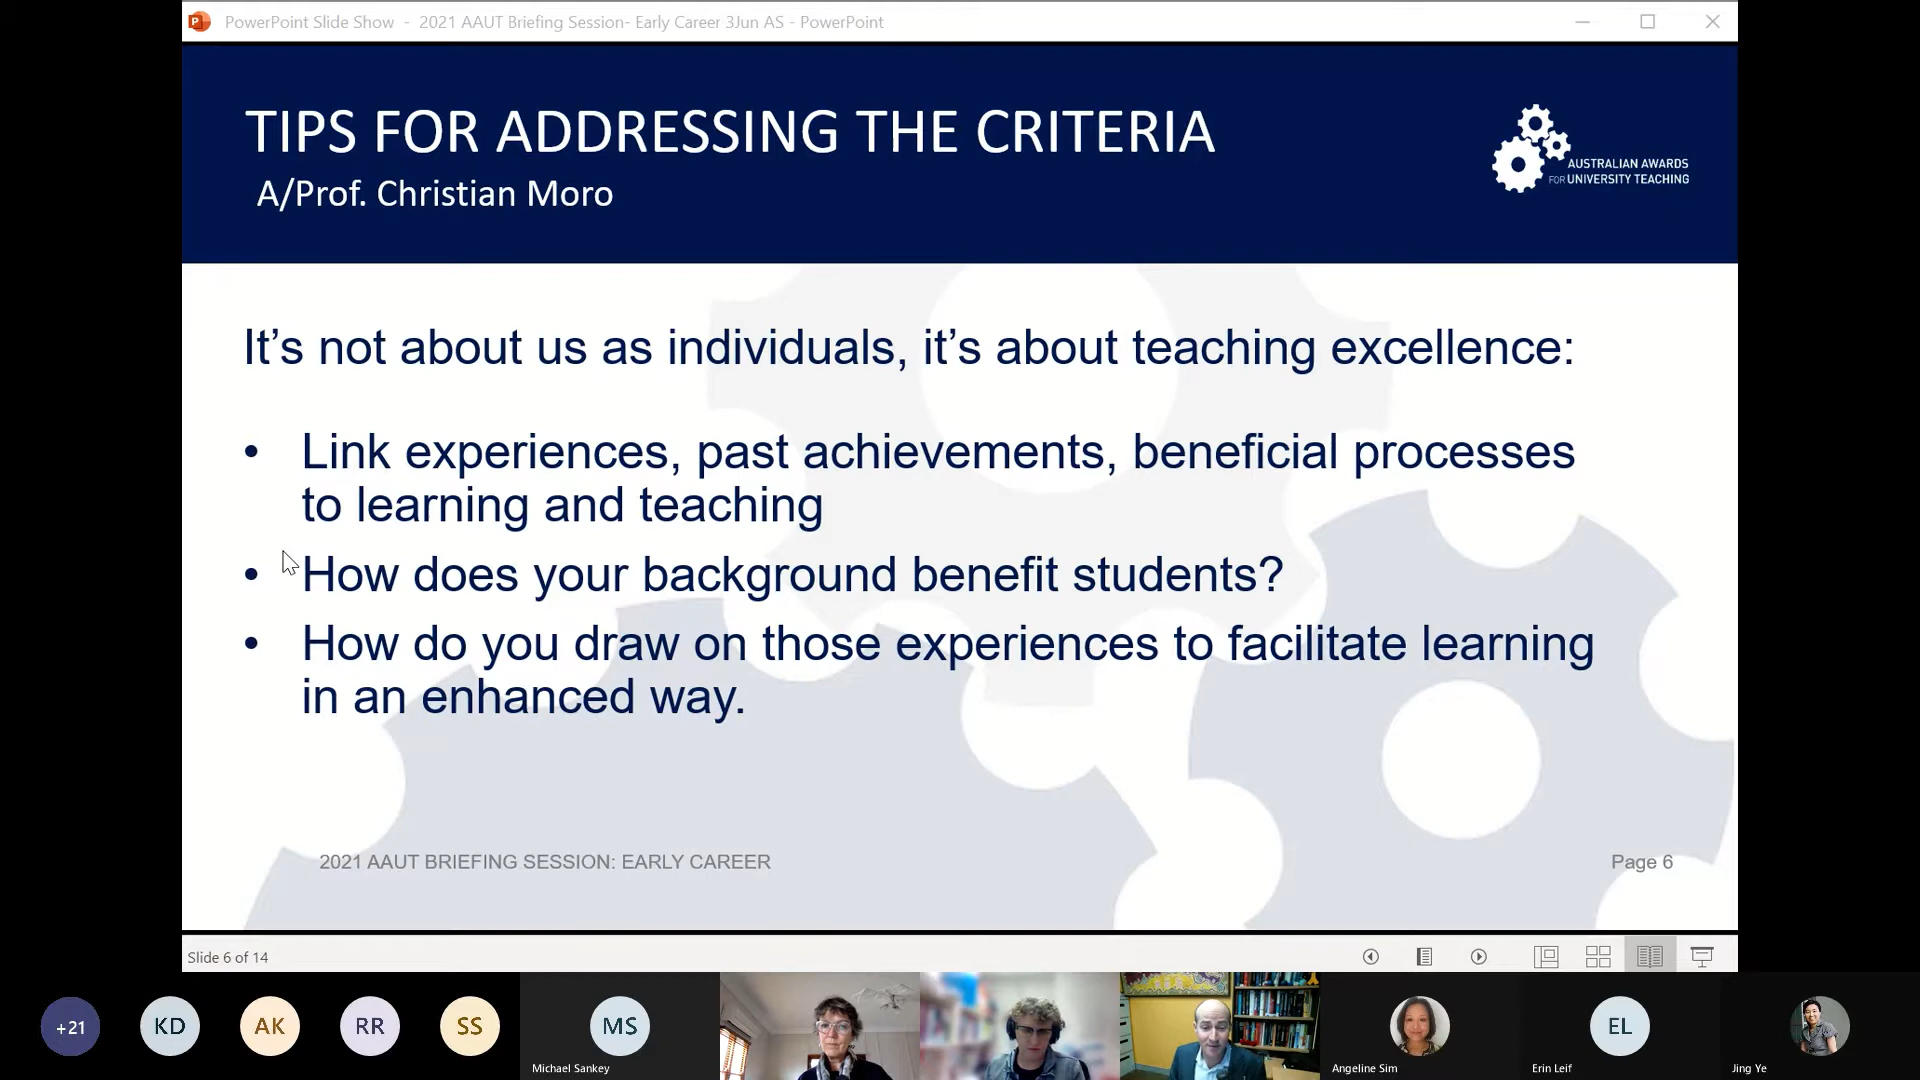 PowerPoint Slide Show - 2021 AAUT Briefing Session- Early Career 3Jun AS - PowerPoint
TIPS FOR ADDRESSING THE CRITERIA
A/Prof. Christian Moro
AUSTRALIAN AWARDS
FOR UNIVERSITY TEACHING
It’s not about us as individuals, it’s about teaching excellence:
• Link experiences, past achievements, beneficial processes
to learning and teaching
• How does your background benefit students?
• How do you draw on those experiences to facilitate learning
in an enhanced way.
2021 AAUT BRIEFING SESSION: EARLY CAREER
Page 6
Slide 6 of 14
+21
KD
AK
RR
SS
MS
EL
Michael Sankey
Angeline Sim
Erin Leif
Jing Ye